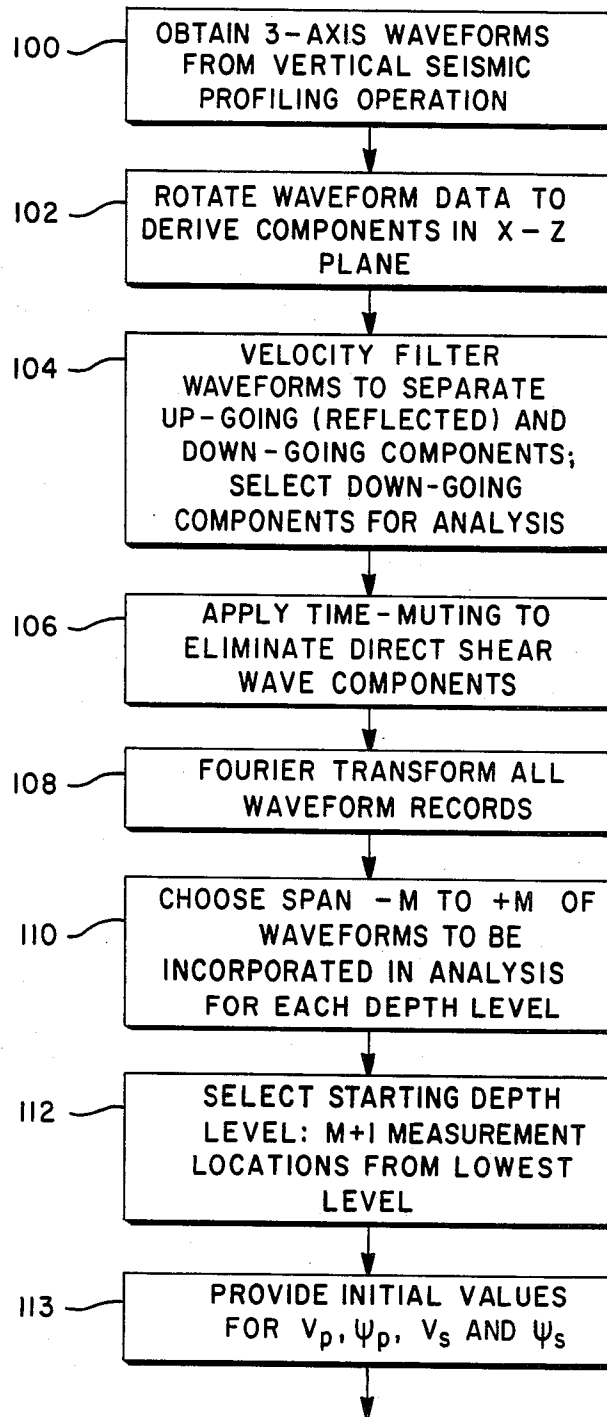 100
OBTAIN 3-AXIS WAVEFORMS
FROM VERTICAL SEISMIC
PROFILING OPERATION
102
ROTATE WAVEFORM DATA TO
DERIVE COMPONENTS IN X-Z
PLANE
104
VELOCITY FILTER
WAVEFORMS TO SEPARATE
UP-GOING (REFLECTED) AND
DOWN-GOING COMPONENTS;
SELECT DOWN-GOING
COMPONENTS FOR ANALYSIS
106
APPLY TIME-MUTING TO
ELIMINATE DIRECT SHEAR
WAVE COMPONENTS
108
FOURIER TRANSFORM ALL
WAVEFORM RECORDS
110
CHOOSE SPAN -M TO +M OF
WAVEFORMS TO BE
INCORPORATED IN ANALYSIS
FOR EACH DEPTH LEVEL
112
SELECT STARTING DEPTH
LEVEL: M+1 MEASUREMENT
LOCATIONS FROM LOWEST
LEVEL
113
PROVIDE INITIAL VALUES
FOR Vp, Ψp, Vs AND Ψs